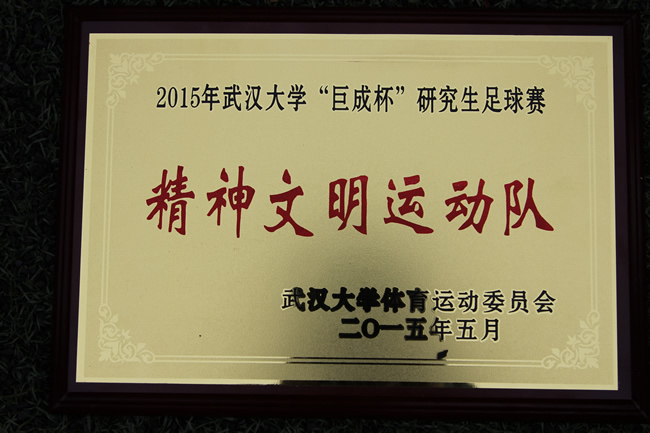 2015年武汉大学“巨成杯”研究生足球赛
精神文明运动队
武汉大学体育运动委员会
二〇一五年五月